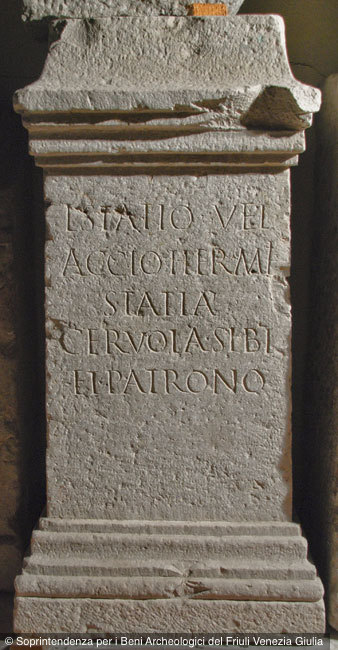 L STATIO VEL
ACCIO HERMI
STATIA
CERVOLA SIBI
ET · PATRONO
© Soprintendenza per i Beni Archeologici del Friuli Venezia Giulia